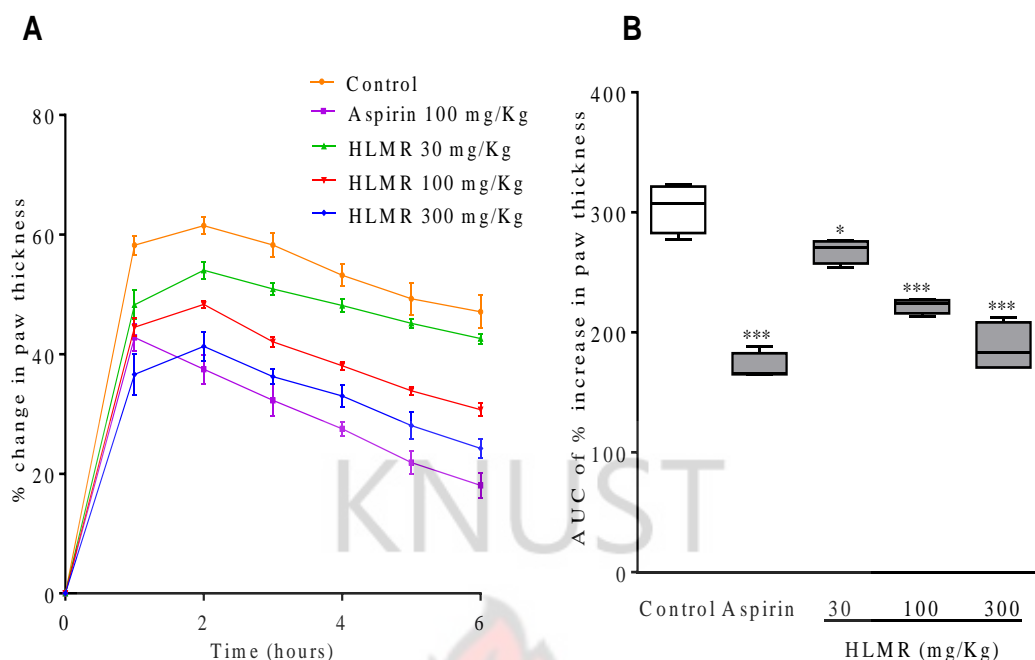 A
Control
Aspirin 100 mg/Kg
HLMR 30 mg/Kg
HLMR 100 mg/Kg
HLMR 300 mg/Kg
% change in paw thickness
80
60
40
20
0
0 2 4 6
Time (hours)
KNUST
B
AUC of % increase in paw thickness
400
300
200
100
0
*
***
***
***
Control Aspirin 30 100 300
HLMR (mg/Kg)